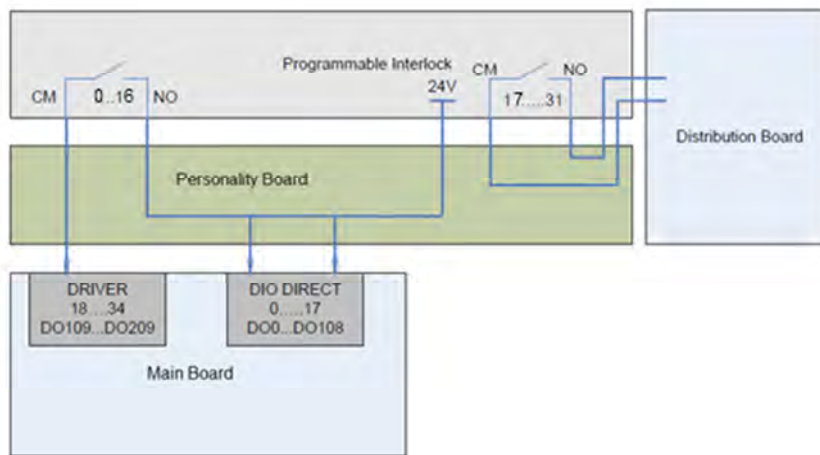 Programmable Interlock
24V
CM 0..16 NO
CM NO
17.....31
Distribution Board
Personality Board
DRIVER
18....34
DO109...DO209
DIO DIRECT
0.....17
DO0...DO108
Main Board